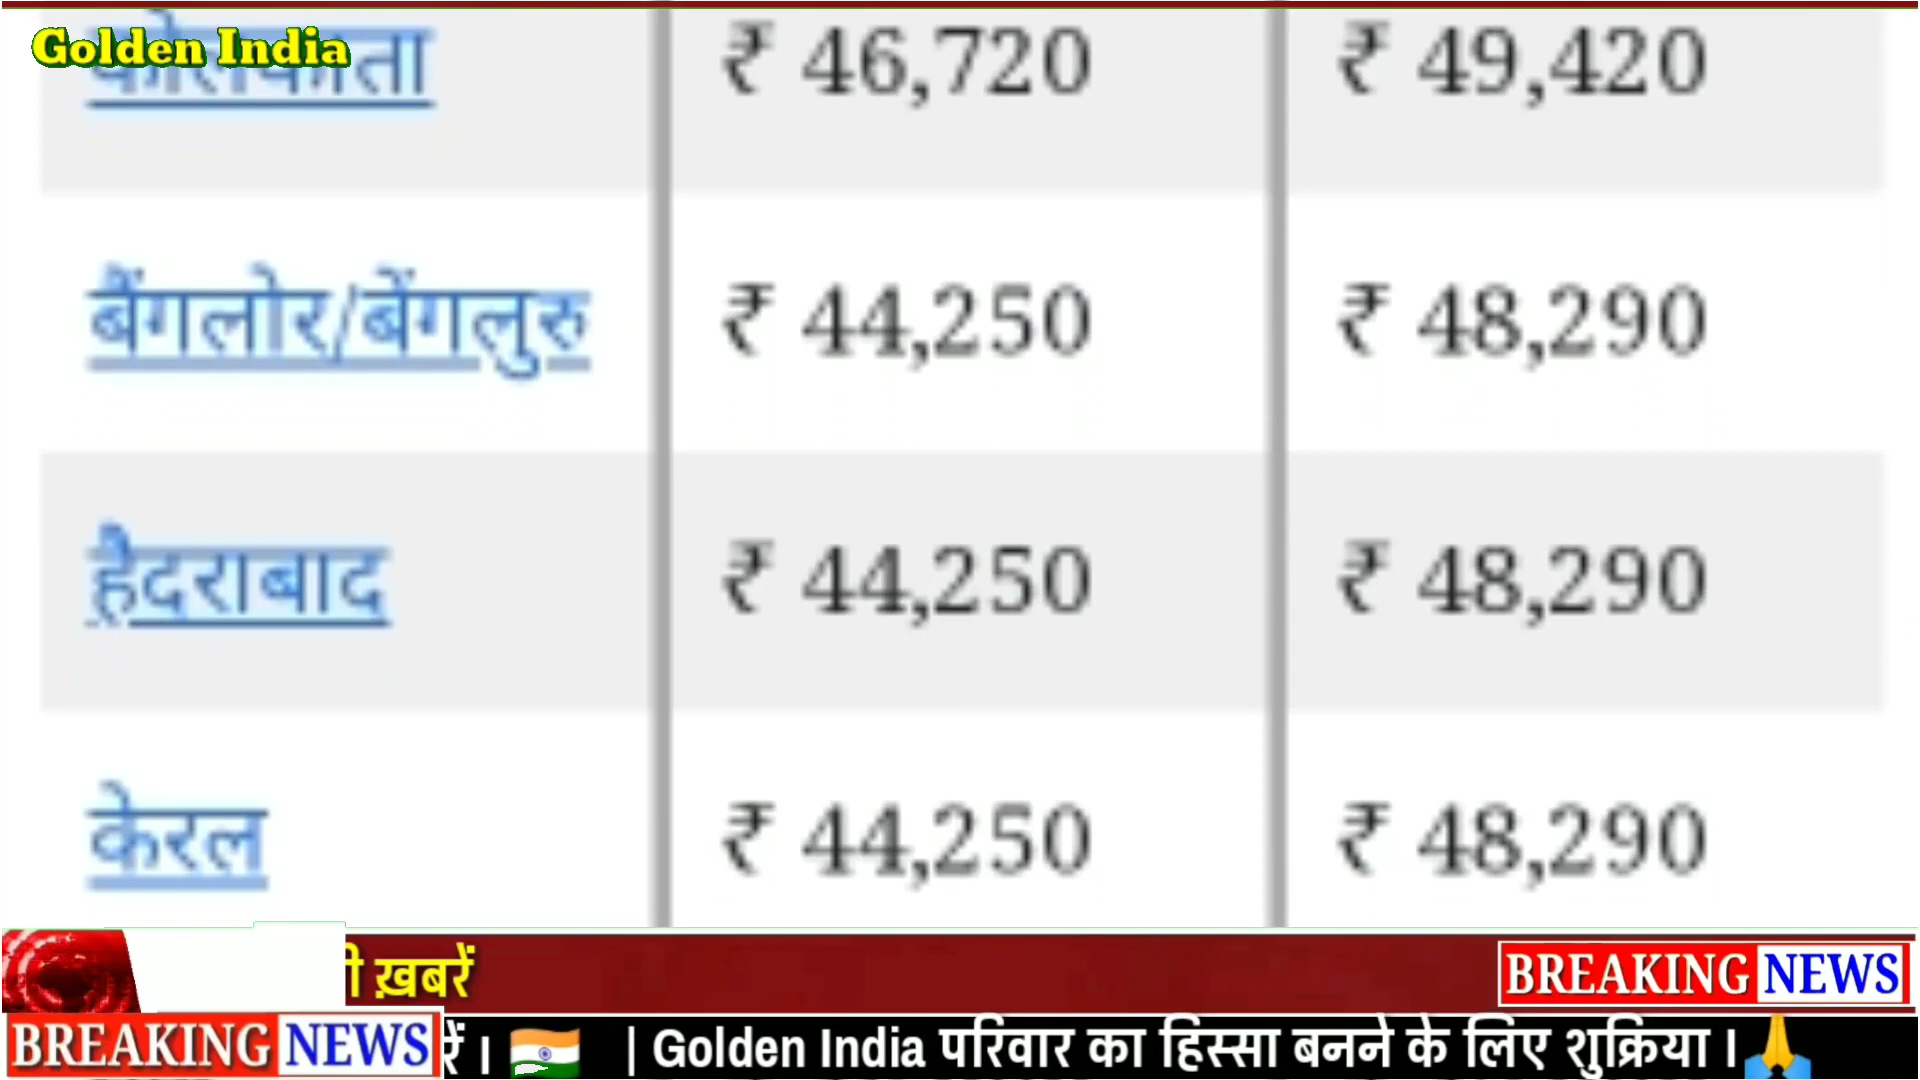 Golden India
कोलकाता ₹ 46,720 ₹ 49,420
बैंगलोर/बेंगलुरु ₹ 44,250 ₹ 48,290
हैदराबाद ₹ 44,250 ₹ 48,290
केरल ₹ 44,250 ₹ 48,290
ख़बरें
BREAKING NEWS
BREAKING NEWS
। | Golden India परिवार का हिस्सा बनने के लिए शुक्रिया ।